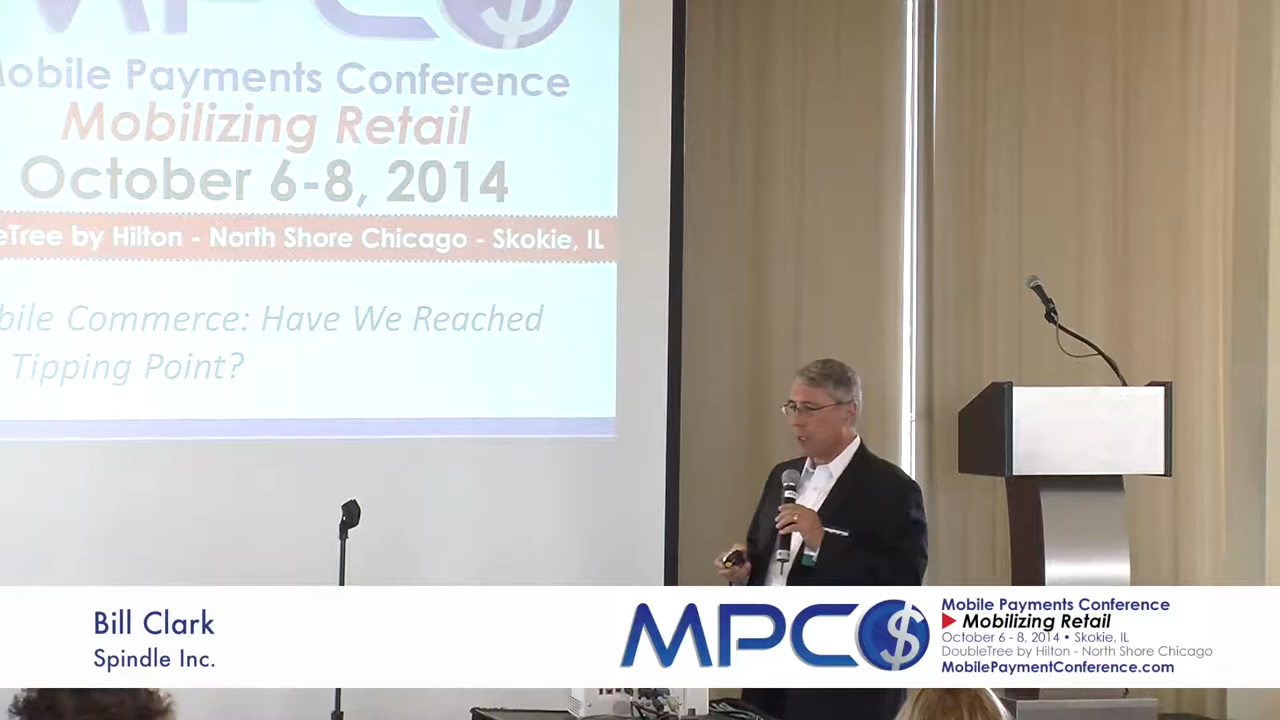 MPC$
Mobile Payments Conference
Mobilizing Retail
October 6-8, 2014
eTree by Hilton - North Shore Chicago - Skokie, IL
bile Commerce: Have We Reached
Tipping Point?
Bill Clark
Spindle Inc.
MPC$
Mobile Payments Conference
Mobilizing Retail
October 6 - 8, 2014 • Skokie, IL
DoubleTree by Hilton - North Shore Chicago
MobilePaymentConference.com